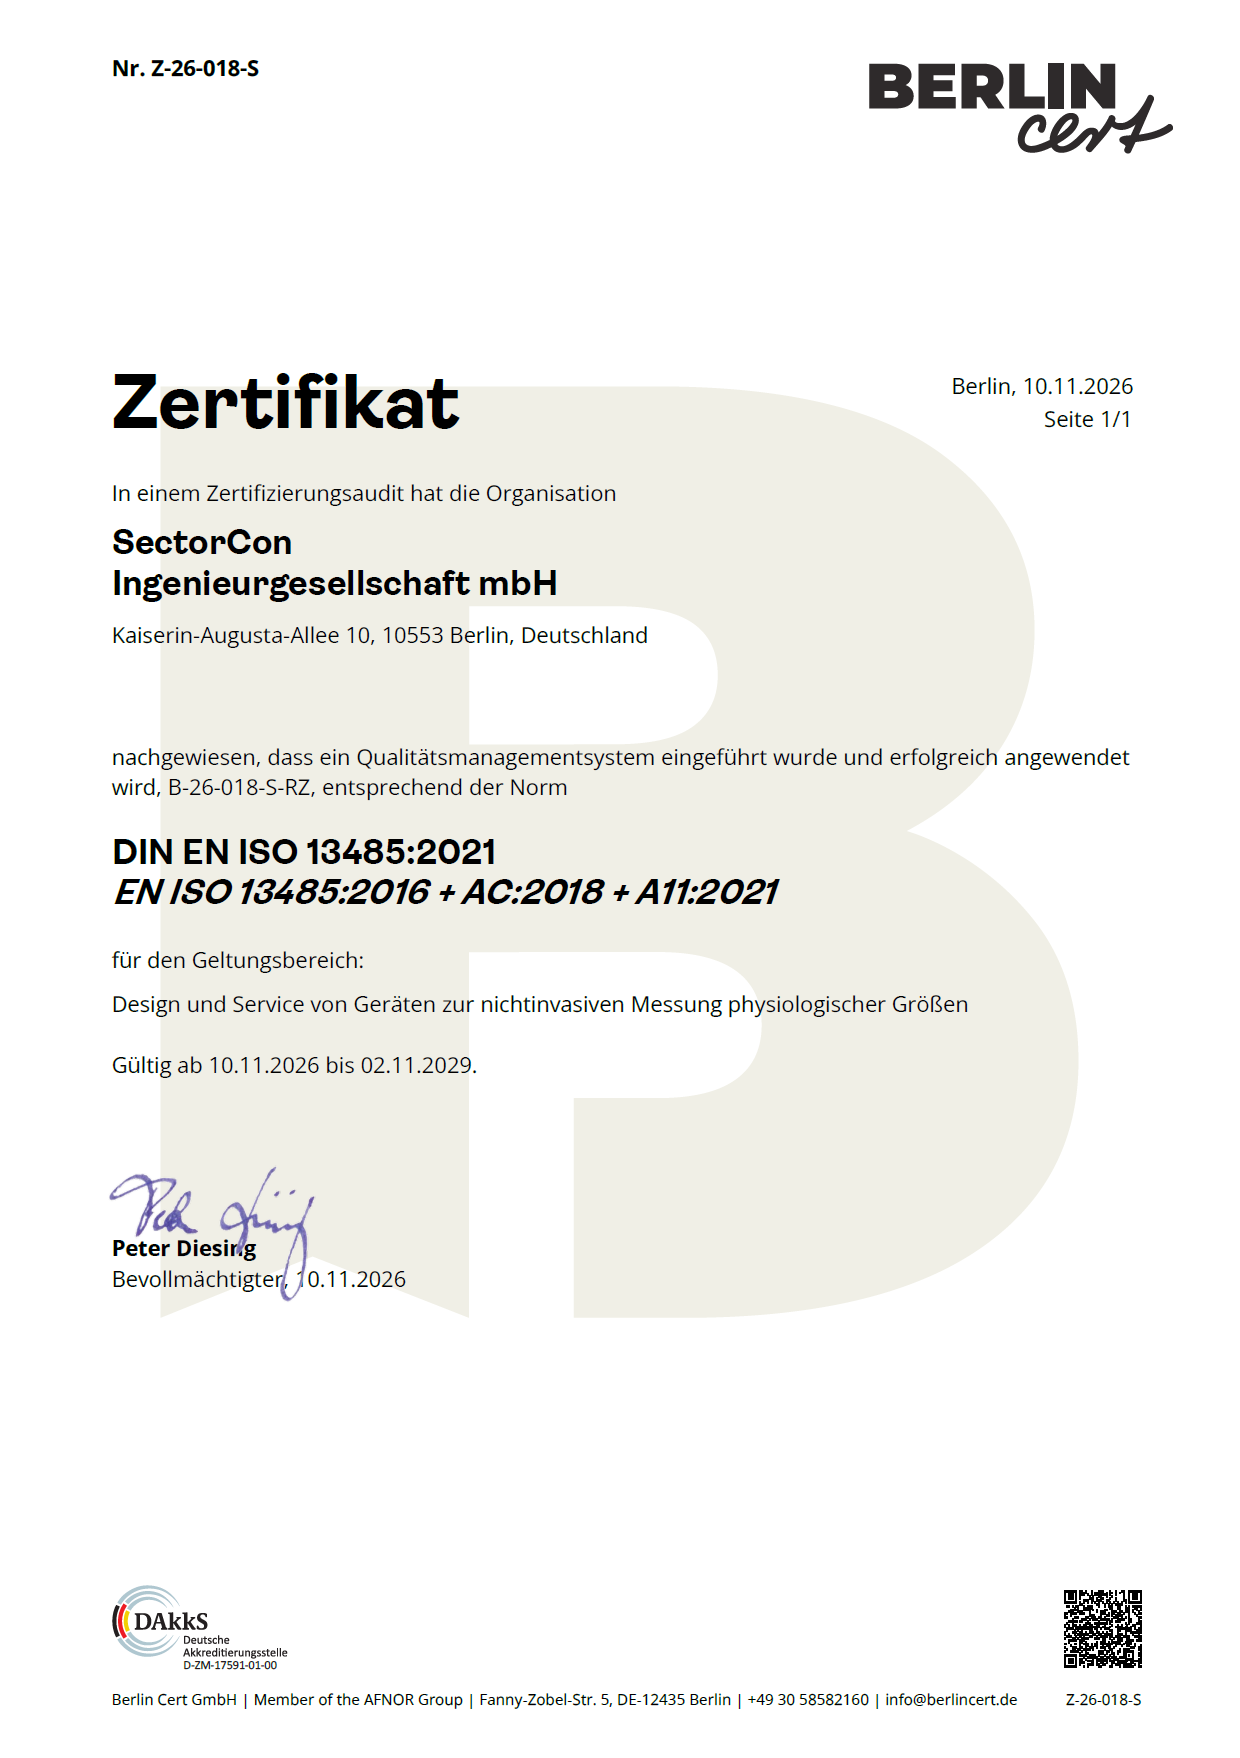 Nr. Z-26-018-S
BERLIN
cert
Zertifikat
Berlin, 10.11.2026
Seite 1/1
In einem Zertifizierungsaudit hat die Organisation
SectorCon
Ingenieurgesellschaft mbH
Kaiserin-Augusta-Allee 10, 10553 Berlin, Deutschland
nachgewiesen, dass ein Qualitätsmanagementsystem eingeführt wurde und erfolgreich angewendet
wird, B-26-018-S-RZ, entsprechend der Norm
DIN EN ISO 13485:2021
EN ISO 13485:2016 + AC:2018 + A11:2021
für den Geltungsbereich:
Design und Service von Geräten zur nichtinvasiven Messung physiologischer Größen
Gültig ab 10.11.2026 bis 02.11.2029.
Peter Diesing
Bevollmächtigter, 10.11.2026
DAkkS
Deutsche
Akkreditierungsstelle
D-ZM-17591-01-00
Berlin Cert GmbH | Member of the AFNOR Group | Fanny-Zobel-Str. 5, DE-12435 Berlin | +49 30 58582160 | info@berlincert.de
Z-26-018-S